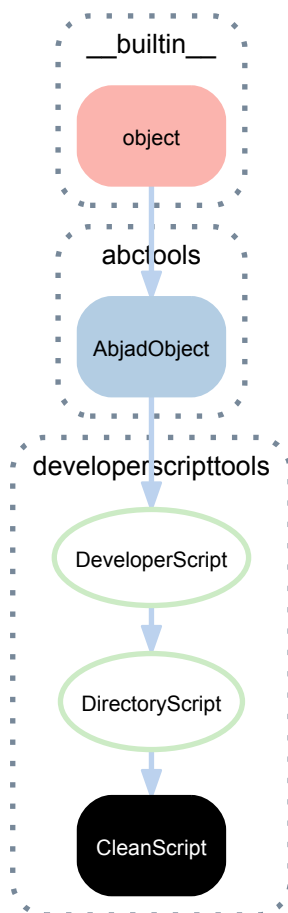 __builtin__
object
abctools
AbjadObject
developerscripttools
DeveloperScript
DirectoryScript
CleanScript